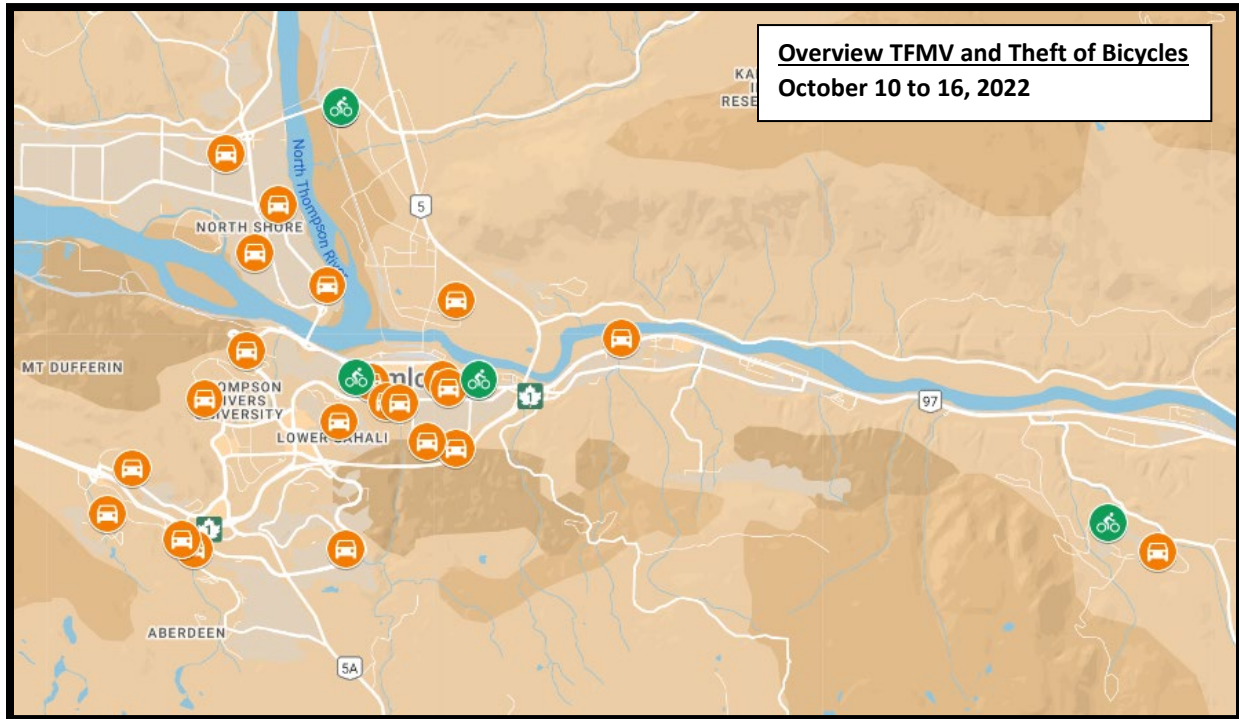 Overview TFMV and Theft of Bicycles
October 10 to 16, 2022
North Thompson River
5
NORTH SHORE
MT DUFFERIN
LOWER
1
97
1
ABERDEEN
5A